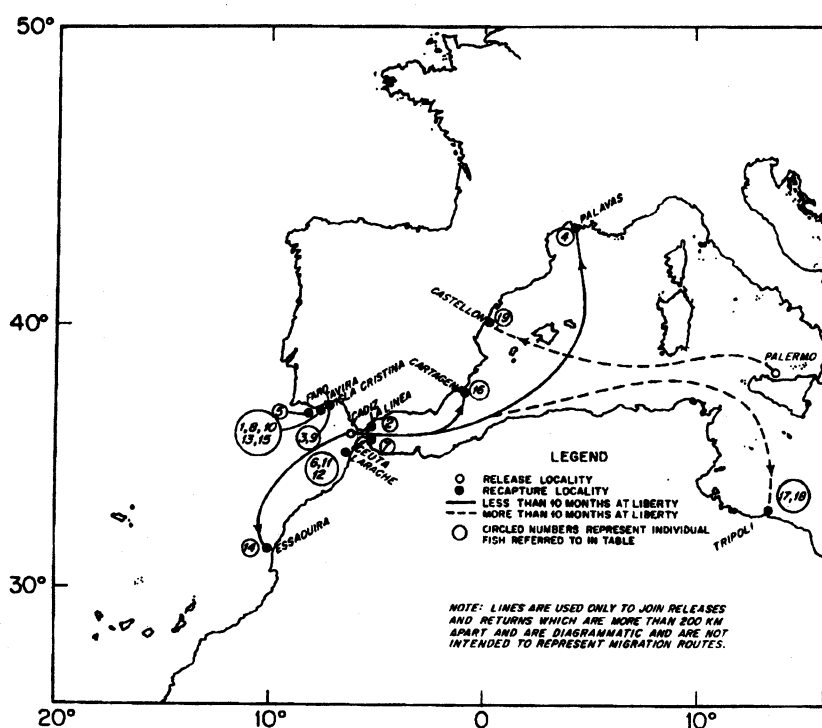 50°
40°
30°
20°
10°
0
10°
PALAVAS
4
CASTELLON
19
PALERMO
CARTAGENA
16
FARO
TAVIRA
ISLA CRISTINA
5
1, 8, 10
13, 15
3,9
CADIZ
LA LINEA
2
7
CEUTA
LARACHE
6, 11
12
14
ESSAOUIRA
17, 18
TRIPOLI
LEGEND
RELEASE LOCALITY
RECAPTURE LOCALITY
LESS THAN 10 MONTHS AT LIBERTY
MORE THAN 10 MONTHS AT LIBERTY
CIRCLED NUMBERS REPRESENT INDIVIDUAL
FISH REFERRED TO IN TABLE
NOTE: LINES ARE USED ONLY TO JOIN RELEASES
AND RETURNS WHICH ARE MORE THAN 200 KM
APART AND ARE DIAGRAMMATIC AND ARE NOT
INTENDED TO REPRESENT MIGRATION ROUTES.